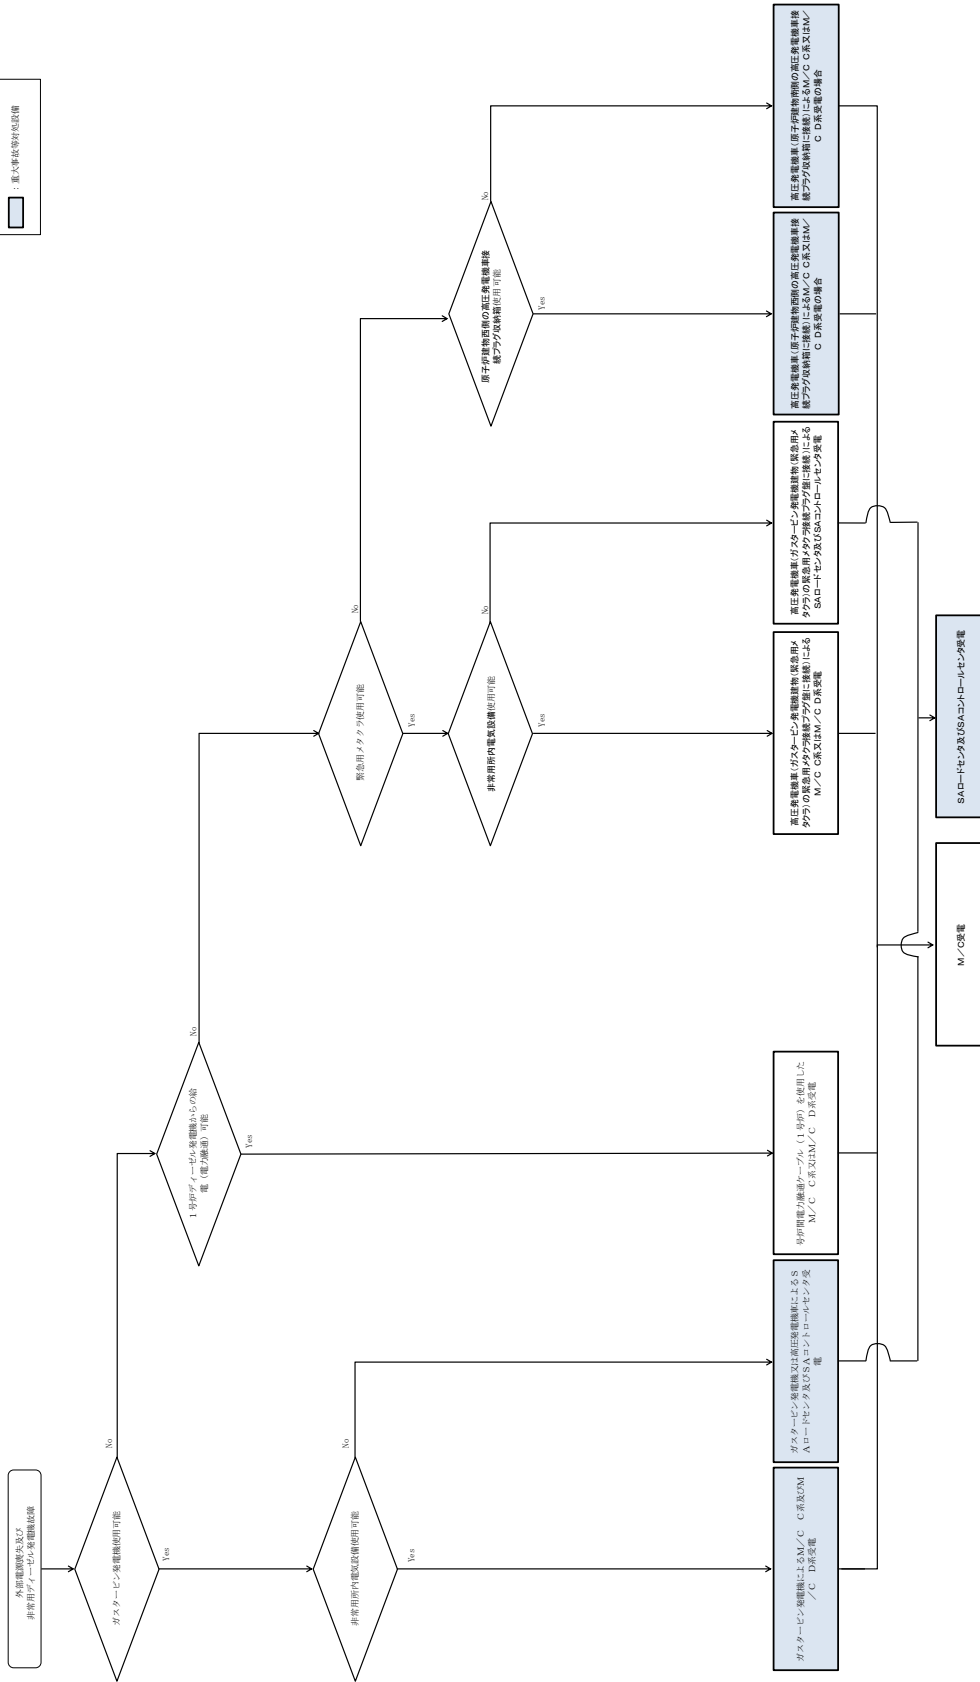 ：重大事故等対処設備
外部電源喪失及び
非常用ディーゼル発電機故障
ガスタービン発電機使用可能
No
Yes
非常用所内電気設備使用可能
No
Yes
１号炉ディーゼル発電機からの給
電（電力融通）可能
No
Yes
緊急用メタクラ使用可能
No
Yes
非常用所内電気設備使用可能
No
Yes
原子炉建物西側の高圧発電機車接
続プラグ収納箱使用可能
No
Yes
ガスタービン発電機によるＭ／Ｃ　Ｃ系及びＭ
／Ｃ　Ｄ系受電
ガスタービン発電機又は高圧発電機車によるＳ
Ａロードセンタ及びＳＡコントロールセンタ受
電
号炉間電力融通ケーブル（１号炉）を使用した
Ｍ／Ｃ　Ｃ系又はＭ／Ｃ　Ｄ系受電
高圧発電機車（ガスタービン発電機建物（緊急用メ
タクラ）の緊急用メタクラ接続プラグ盤に接続）による
Ｍ／Ｃ　Ｃ系又はＭ／Ｃ　Ｄ系受電
高圧発電機車（ガスタービン発電機建物（緊急用メ
タクラ）の緊急用メタクラ接続プラグ盤に接続）による
SAロードセンタ及びSAコントロールセンタ受電
高圧発電機車（原子炉建物西側の高圧発電機車接
続プラグ収納箱に接続）によるＭ／Ｃ　Ｃ系又はＭ／
Ｃ　Ｄ系受電の場合
高圧発電機車（原子炉建物南側の高圧発電機車接
続プラグ収納箱に接続）によるＭ／Ｃ　Ｃ系又はＭ／
Ｃ　Ｄ系受電の場合
Ｍ／Ｃ受電
SAロードセンタ及びSAコントロールセンタ受電